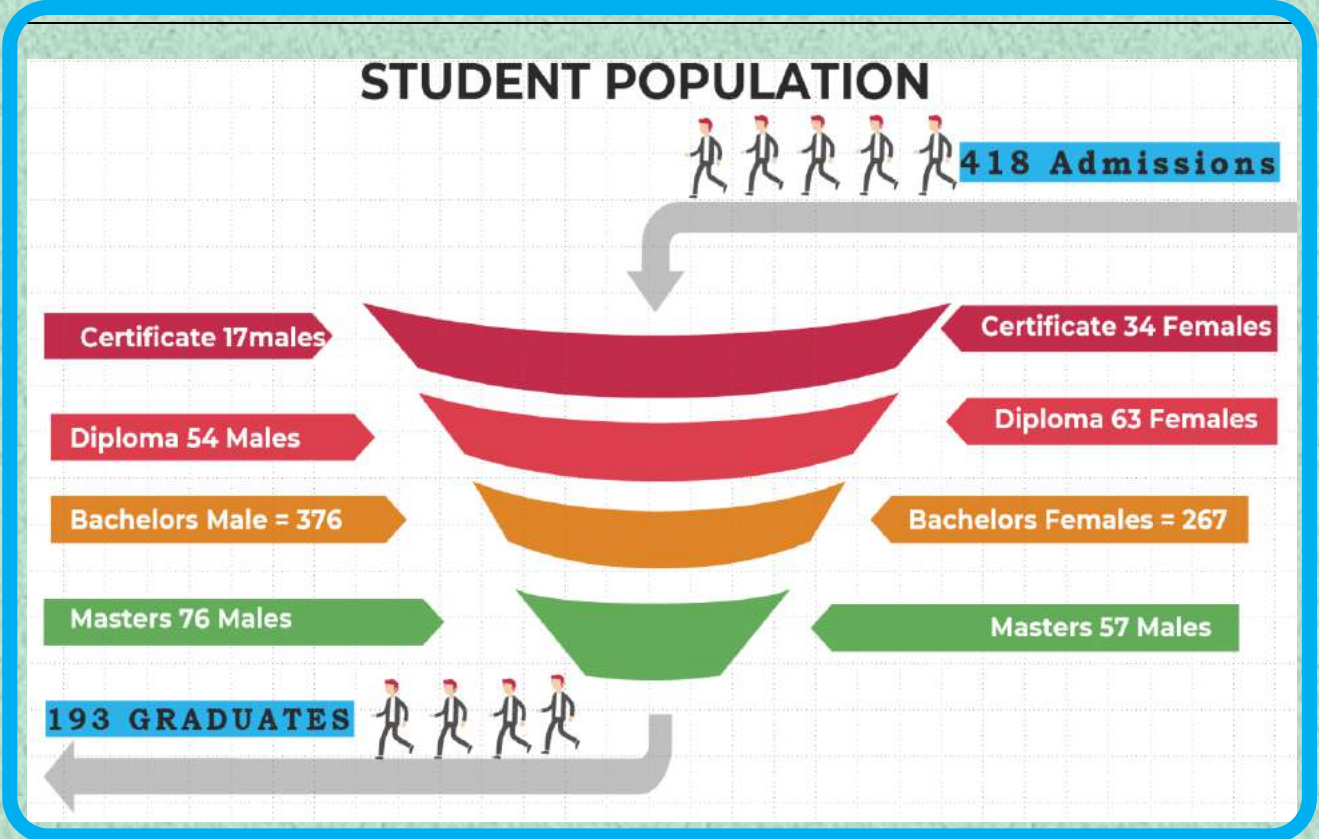 STUDENT POPULATION
418 Admissions
Certificate 17males
Certificate 34 Females
Diploma 54 Males
Diploma 63 Females
Bachelors Male = 376
Bachelors Females = 267
Masters 76 Males
Masters 57 Males
193 GRADUATES